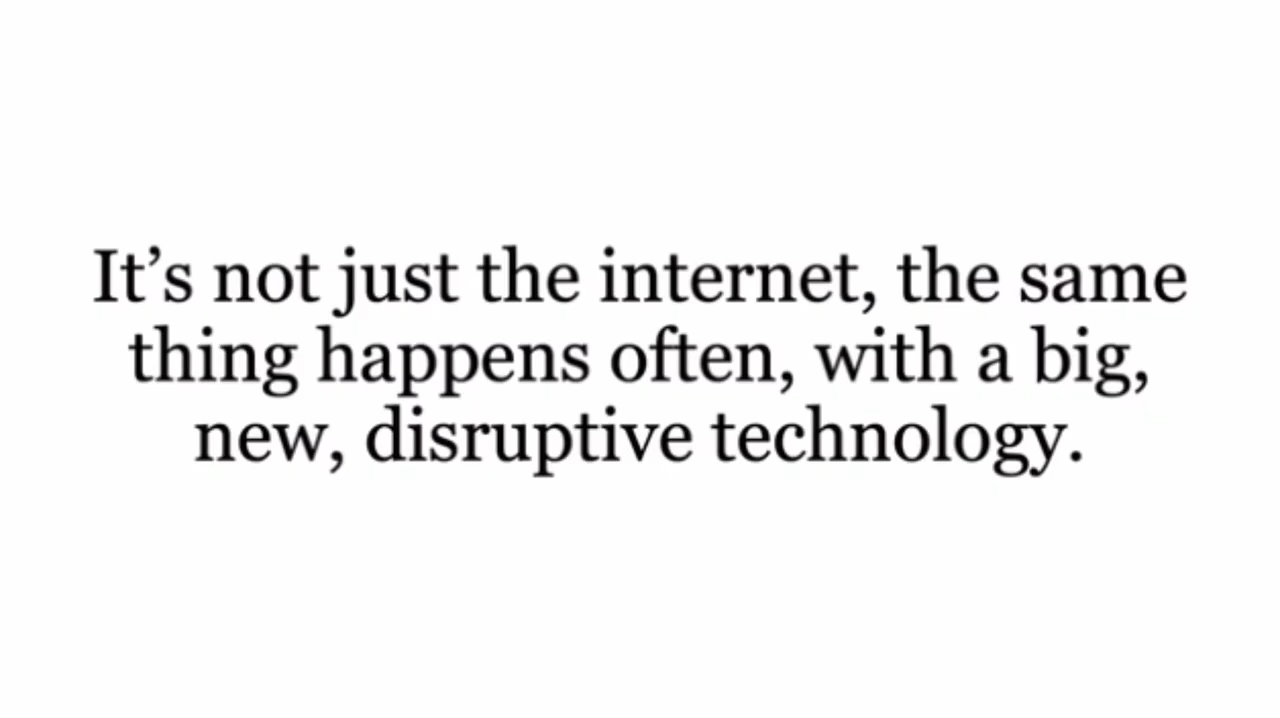 It’s not just the internet, the same
thing happens often, with a big,
new, disruptive technology.